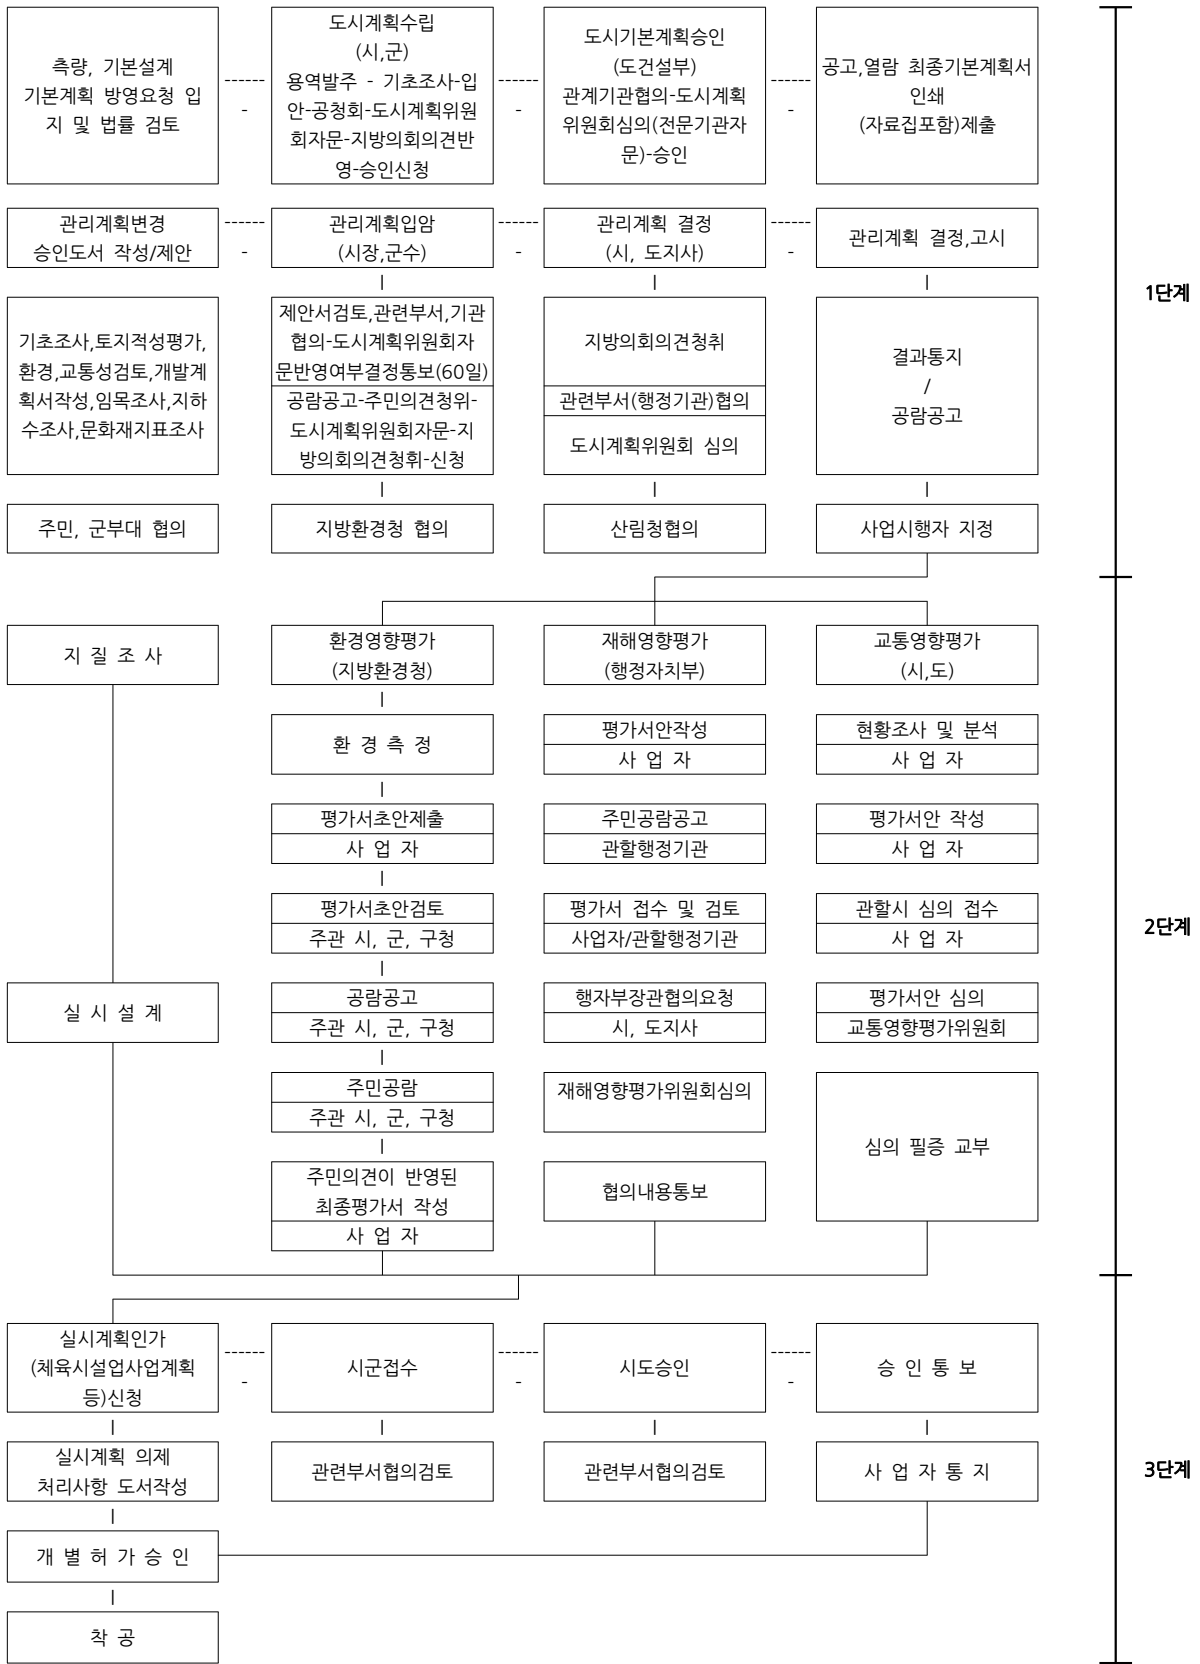 측량, 기본설계
기본계획 방영요청 입
지 및 법률 검토
도시계획수립
(시,군)
용역발주 - 기초조사-입
안-공청회-도시계획위원
회자문-지방의회의견반
영-승인신청
도시기본계획승인
(도건설부)
관계기관협의-도시계획
위원회심의(전문기관자
문)-승인
공고,열람 최종기본계획서
인쇄
(자료집포함)제출
관리계획변경
승인도서 작성/제안
관리계획입암
(시장,군수)
관리계획 결정
(시, 도지사)
관리계획 결정,고시
1단계
기초조사,토지적성평가,
환경,교통성검토,개발계
획서작성,임목조사,지하
수조사,문화재지표조사
제안서검토,관련부서,기관
협의-도시계획위원회자
문반영여부결정통보(60일)
공람공고-주민의견청위-
도시계획위원회자문-지
방의회의견청휘-신청
지방의회의견청취
관련부서(행정기관)협의
도시계획위원회 심의
결과통지
/
공람공고
주민, 군부대 협의
지방환경청 협의
산림청협의
사업시행자 지정
지 질 조 사
환경영향평가
(지방환경청)
재해영향평가
(행정자치부)
교통영향평가
(시,도)
환 경 측 정
평가서안작성
사 업 자
현황조사 및 분석
사 업 자
평가서초안제출
사 업 자
주민공람공고
관할행정기관
평가서안 작성
사 업 자
평가서초안검토
주관 시, 군, 구청
평가서 접수 및 검토
사업자/관할행정기관
관할시 심의 접수
사 업 자
2단계
실 시 설 계
공람공고
주관 시, 군, 구청
행자부장관협의요청
시, 도지사
평가서안 심의
교통영향평가위원회
주민공람
주관 시, 군, 구청
재해영향평가위원회심의
심의 필증 교부
주민의견이 반영된
최종평가서 작성
사 업 자
협의내용통보
실시계획인가
(체육시설업사업계획
등)신청
시군접수
시도승인
승 인 통 보
실시계획 의제
처리사항 도서작성
관련부서협의검토
관련부서협의검토
사 업 자 통 지
3단계
개 별 허 가 승 인
착 공